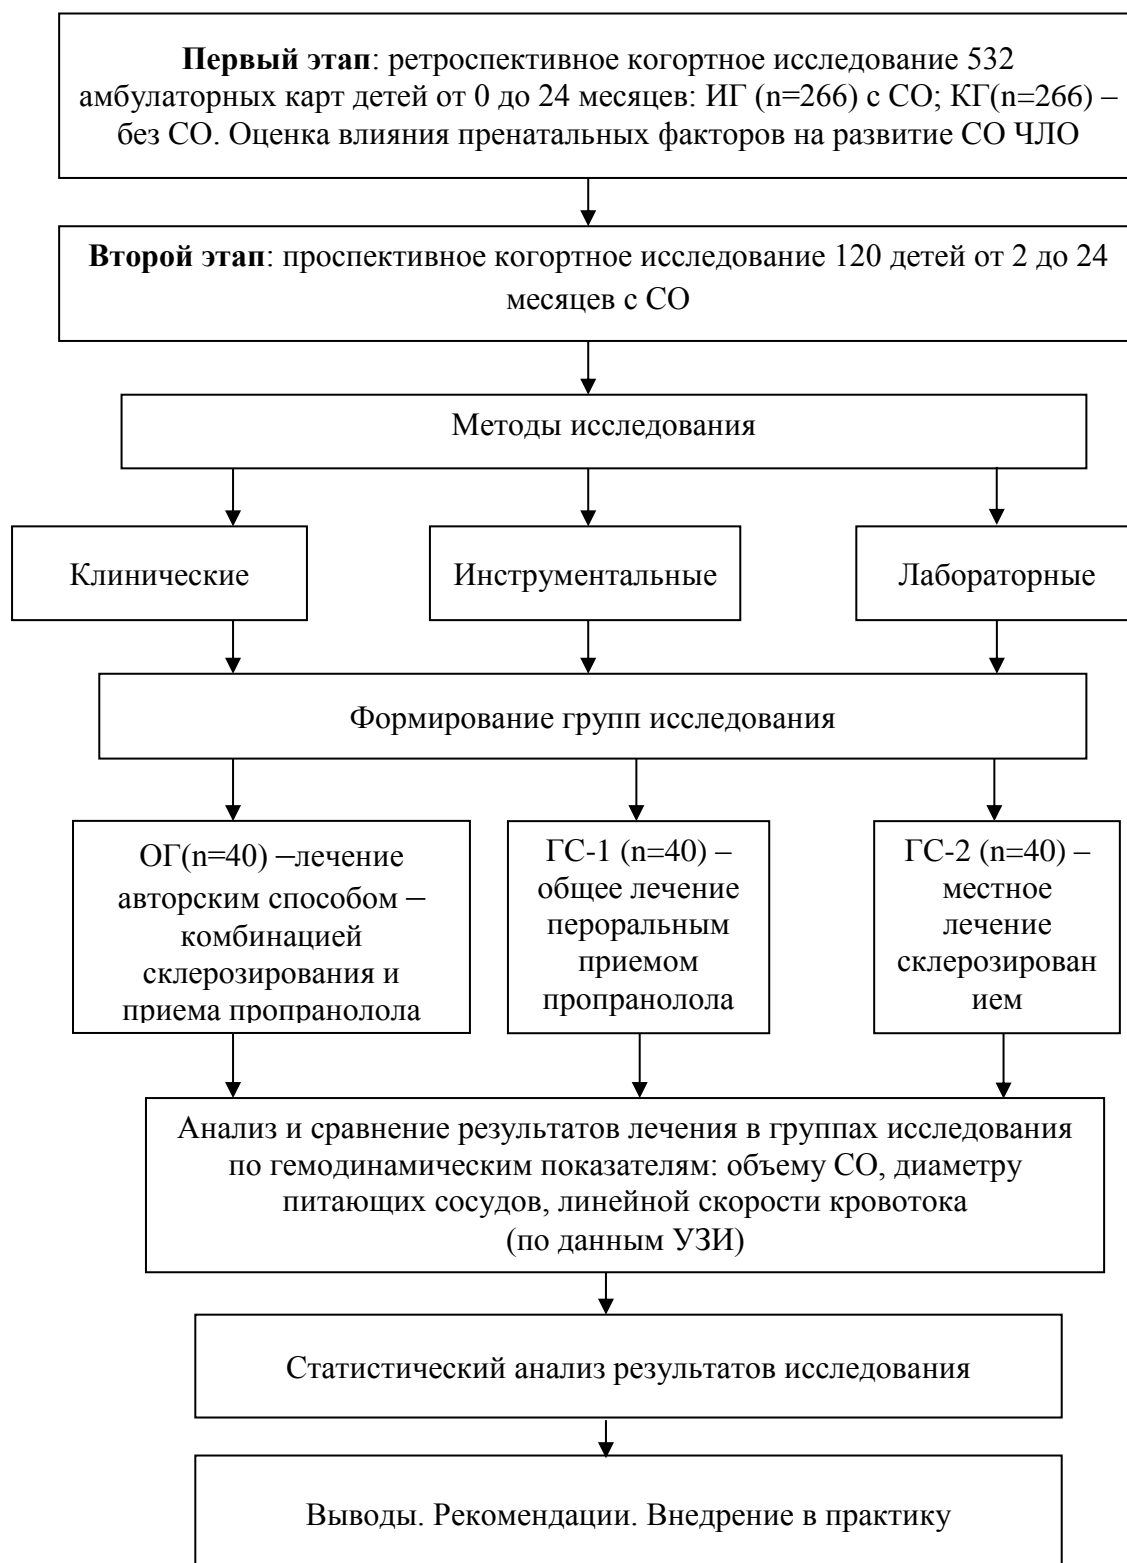 Первый этап: ретроспективное когортное исследование 532
амбулаторных карт детей от 0 до 24 месяцев: ИГ (n=266) с СО; КГ(n=266) –
без СО. Оценка влияния пренатальных факторов на развитие СО ЧЛО
Второй этап: проспективное когортное исследование 120 детей от 2 до 24
месяцев с СО
Методы исследования
Клинические
Инструментальные
Лабораторные
Формирование групп исследования
ОГ(n=40) –лечение
авторским способом –
комбинацией
склерозирования и
приема пропранолола
ГС-1 (n=40) –
общее лечение
пероральным
приемом
пропранолола
ГС-2 (n=40) –
местное
лечение
склерозирован
ием
Анализ и сравнение результатов лечения в группах исследования
по гемодинамическим показателям: объему СО, диаметру
питающих сосудов, линейной скорости кровотока
(по данным УЗИ)
Статистический анализ результатов исследования
Выводы. Рекомендации. Внедрение в практику